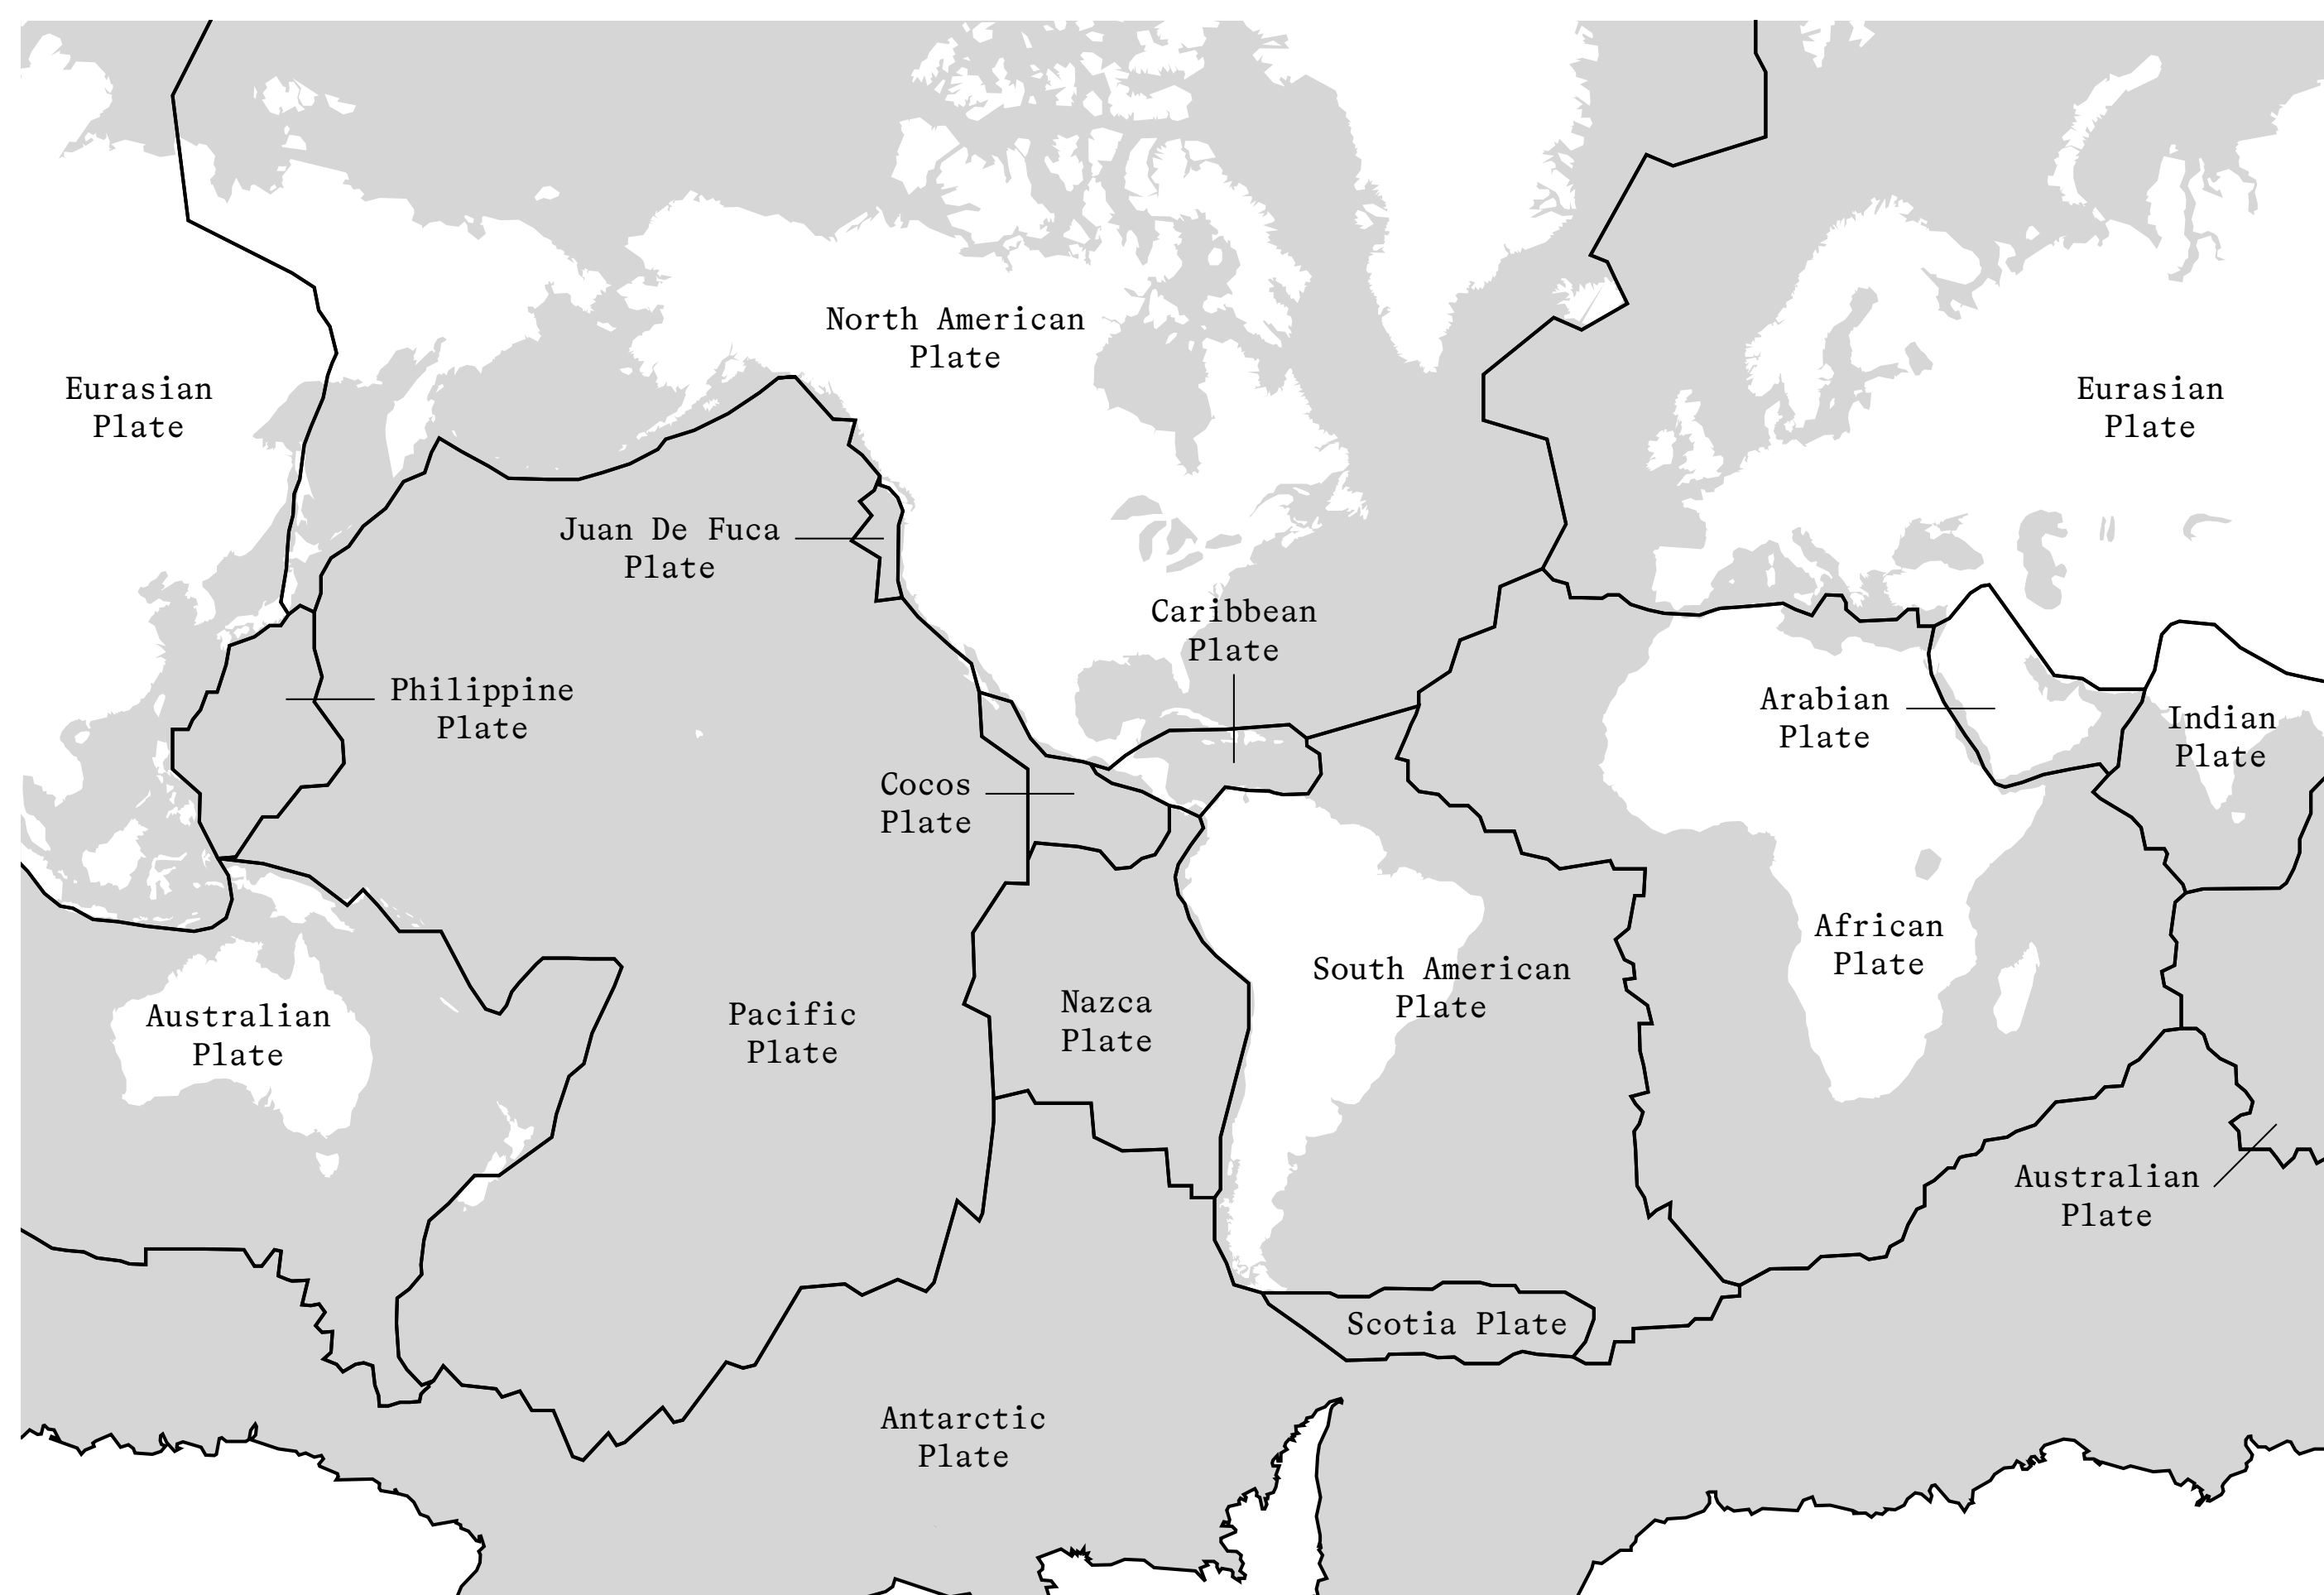 North American
Plate
Eurasian
Plate
Eurasian
Plate
Juan De Fuca
Plate
Caribbean
Plate
Philippine
Plate
Arabian
Plate
Indian
Plate
Cocos
Plate
African
Plate
South American
Plate
Nazca
Plate
Australian
Plate
Pacific
Plate
Australian
Plate
Scotia Plate
Antarctic
Plate